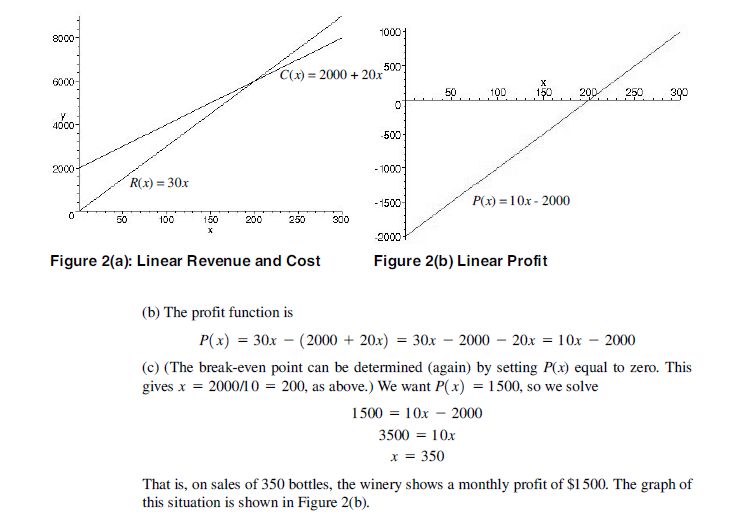 8000
6000
y
4000
2000
0
50 100 150 200 250 300
x
C(x) = 2000 + 20x
R(x) = 30x
1000
500
x
50 100 150 200 250 300
0
-500
-1000
-1500
-2000
P(x) = 10x - 2000
Figure 2(a): Linear Revenue and Cost
Figure 2(b) Linear Profit
(b) The profit function is
P(x) = 30x − (2000 + 20x) = 30x − 2000 − 20x = 10x − 2000
(c) (The break-even point can be determined (again) by setting P(x) equal to zero. This
gives x = 2000/10 = 200, as above.) We want P(x) = 1500, so we solve
1500 = 10x − 2000
3500 = 10x
x = 350
That is, on sales of 350 bottles, the winery shows a monthly profit of $1500. The graph of
this situation is shown in Figure 2(b).